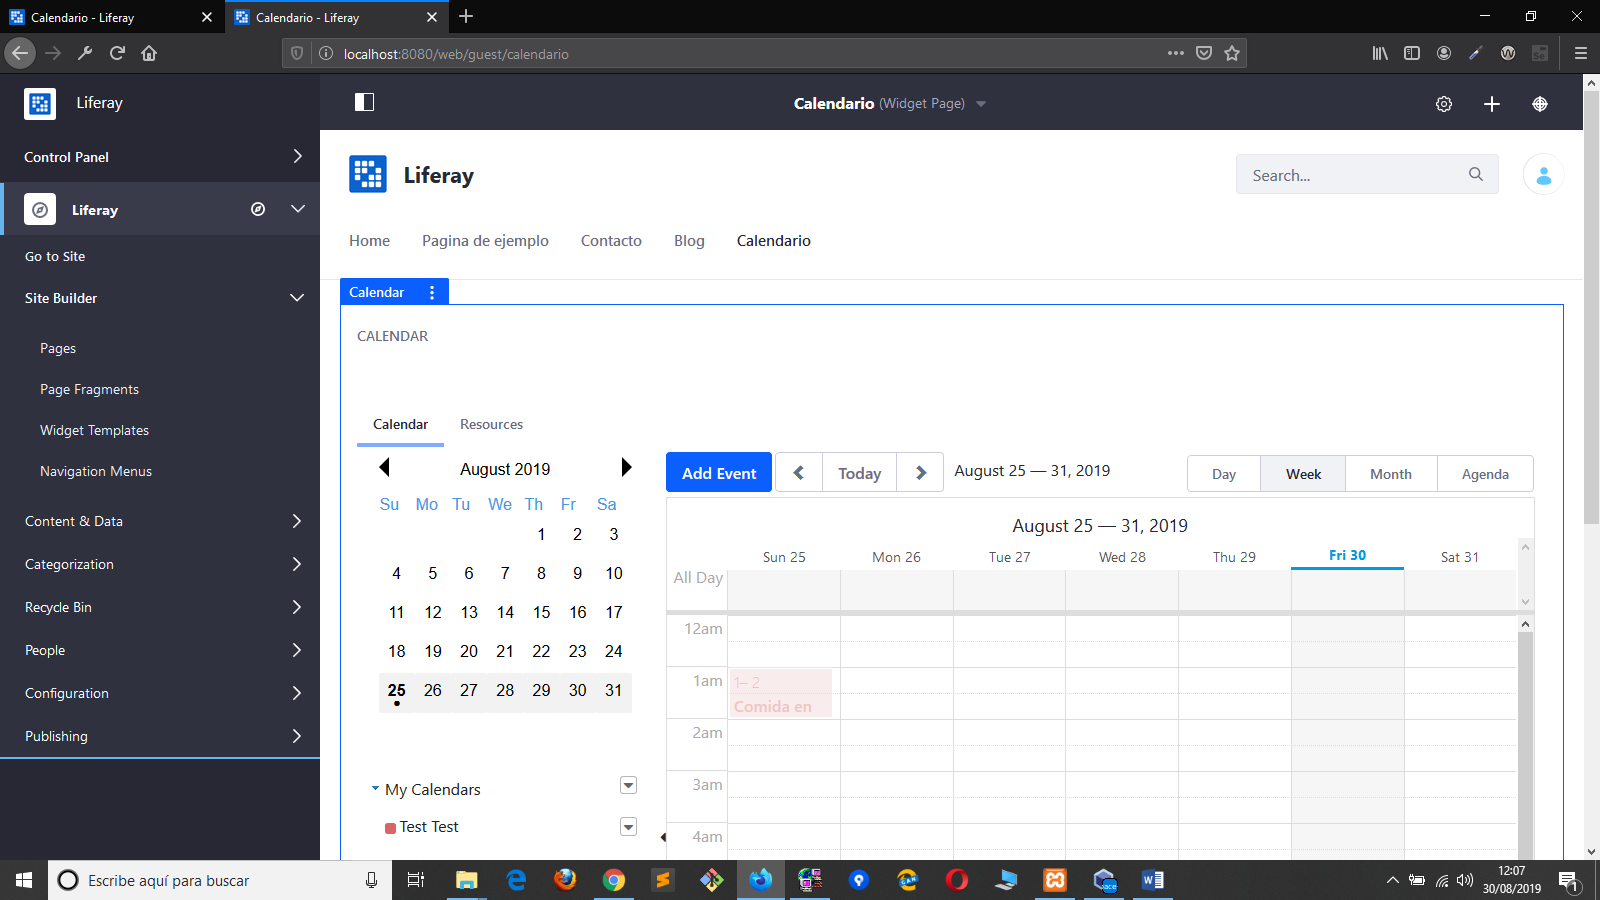 Calendario - Liferay
Calendario - Liferay
localhost:8080/web/guest/calendario
Liferay
Calendario (Widget Page)
Control Panel
Liferay
Go to Site
Site Builder
Pages
Page Fragments
Widget Templates
Navigation Menus
Content & Data
Categorization
Recycle Bin
People
Configuration
Publishing
Liferay
Search...
Home Pagina de ejemplo Contacto Blog Calendario
Calendar
CALENDAR
Calendar Resources
August 2019
Su Mo Tu We Th Fr Sa
1 2 3
4 5 6 7 8 9 10
11 12 13 14 15 16 17
18 19 20 21 22 23 24
25 26 27 28 29 30 31
My Calendars
Test Test
Add Event Today August 25 — 31, 2019 Day Week Month Agenda
August 25 — 31, 2019
Sun 25 Mon 26 Tue 27 Wed 28 Thu 29 Fri 30 Sat 31
All Day
12am
1am
1– 2
Comida en
2am
3am
4am
Escribe aquí para buscar
12:07
30/08/2019
1